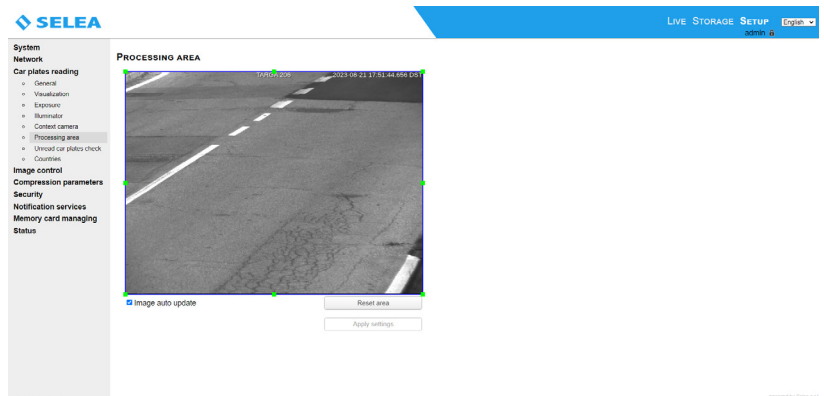 SELEA
LIVE STORAGE SETUP English
admin
System
Network
Car plates reading
General
Visualization
Exposure
Illuminator
Context camera
Processing area
Unread car plates check
Countries
Image control
Compression parameters
Security
Notification services
Memory card managing
Status
PROCESSING AREA
TARGA 206 2023-08-21 17:51:44.656 DST
Image auto update
Reset area
Apply settings